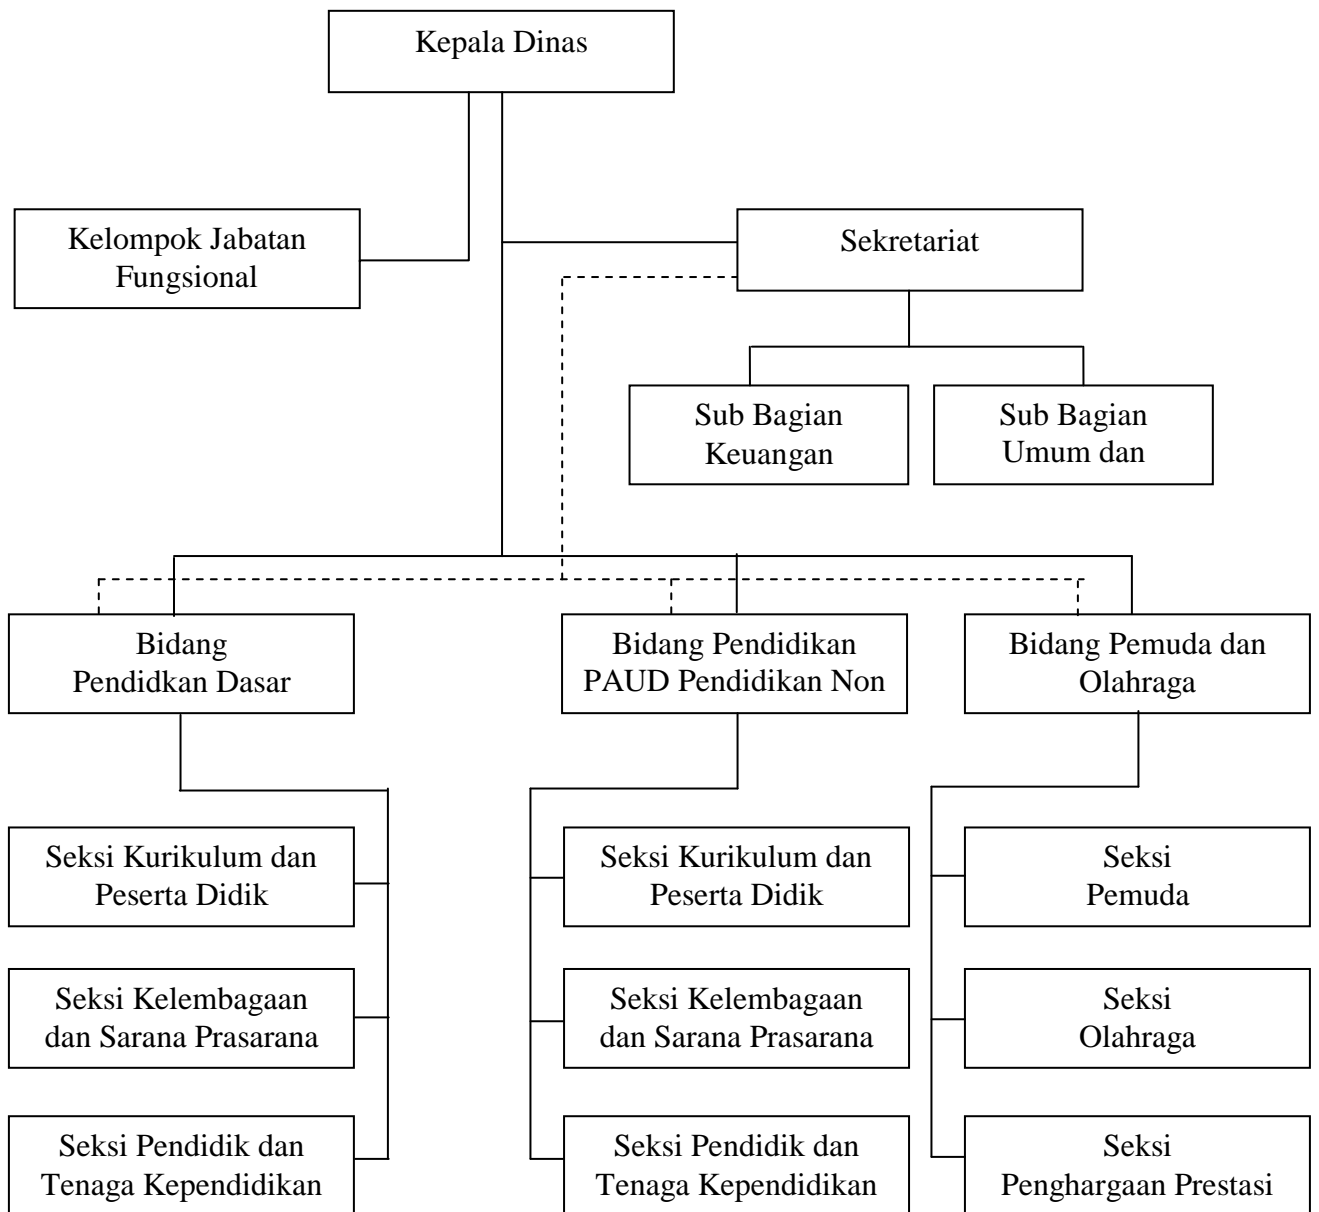 Kepala Dinas
Kelompok Jabatan
Fungsional
Sekretariat
Sub Bagian
Keuangan
Sub Bagian
Umum dan
Bidang
Pendidkan Dasar
Bidang Pendidikan
PAUD Pendidikan Non
Bidang Pemuda dan
Olahraga
Seksi Kurikulum dan
Peserta Didik
Seksi Kurikulum dan
Peserta Didik
Seksi
Pemuda
Seksi Kelembagaan
dan Sarana Prasarana
Seksi Kelembagaan
dan Sarana Prasarana
Seksi
Olahraga
Seksi Pendidik dan
Tenaga Kependidikan
Seksi Pendidik dan
Tenaga Kependidikan
Seksi
Penghargaan Prestasi